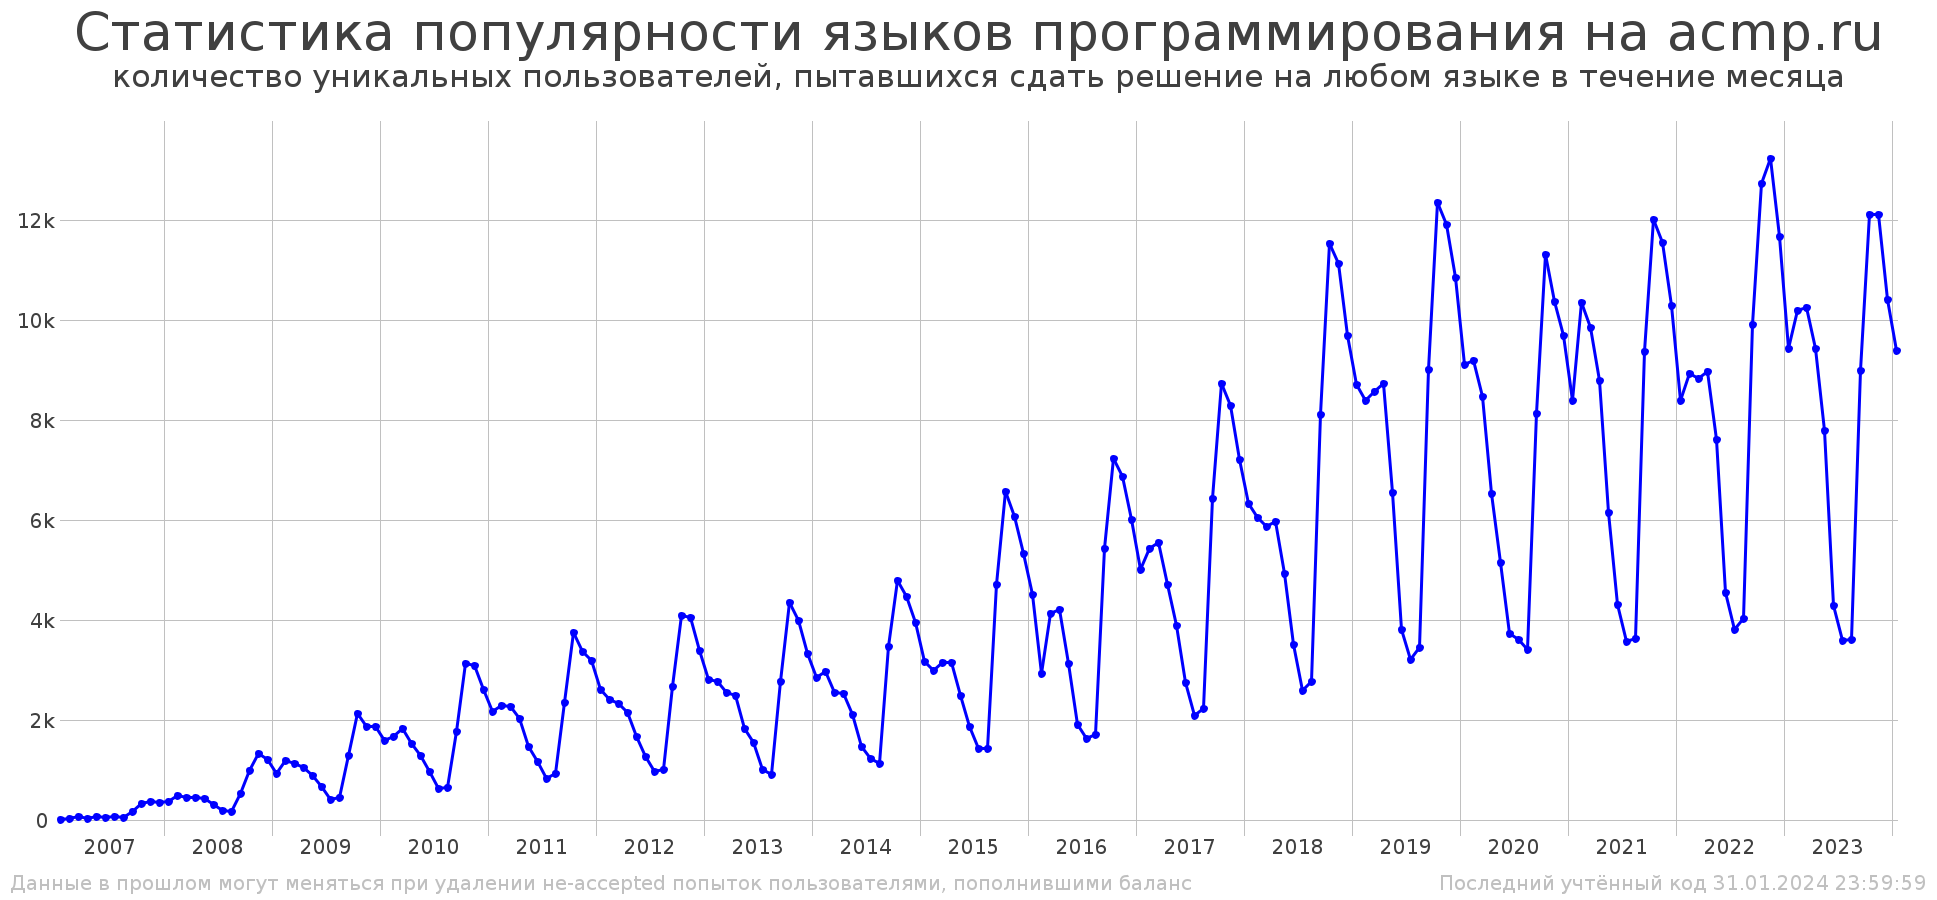 Статистика популярности языков программирования на acmp.ru
количество уникальных пользователей, пытавшихся сдать решение на любом языке в течение месяца
12k
10k
8k
6k
4k
2k
0
2007 2008 2009 2010 2011 2012 2013 2014 2015 2016 2017 2018 2019 2020 2021 2022 2023
Данные в прошлом могут меняться при удалении не-accepted попыток пользователями, пополнившими баланс
Последний учтённый код 31.01.2024 23:59:59